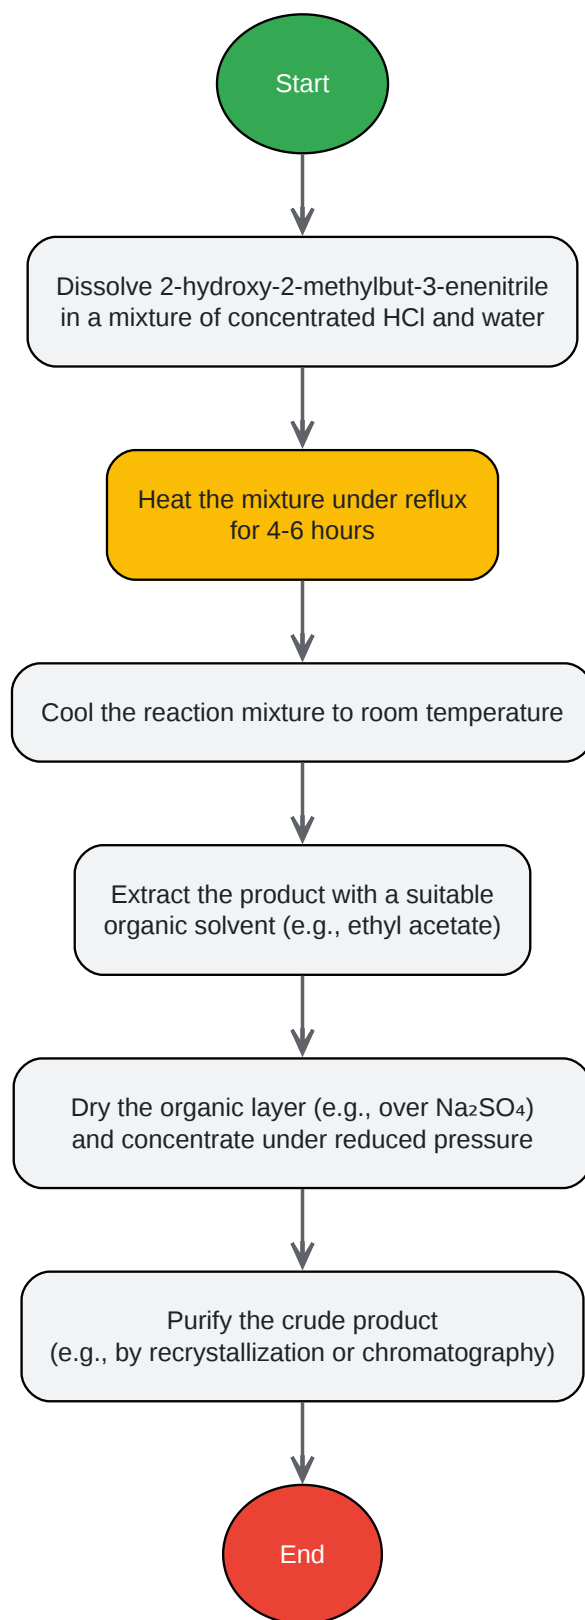 Start
Dissolve 2-hydroxy-2-methylbut-3-enenitrile
in a mixture of concentrated HCl and water
Heat the mixture under reflux
for 4-6 hours
Cool the reaction mixture to room temperature
Extract the product with a suitable
organic solvent (e.g., ethyl acetate)
Dry the organic layer (e.g., over Na₂SO₄)
and concentrate under reduced pressure
Purify the crude product
(e.g., by recrystallization or chromatography)
End